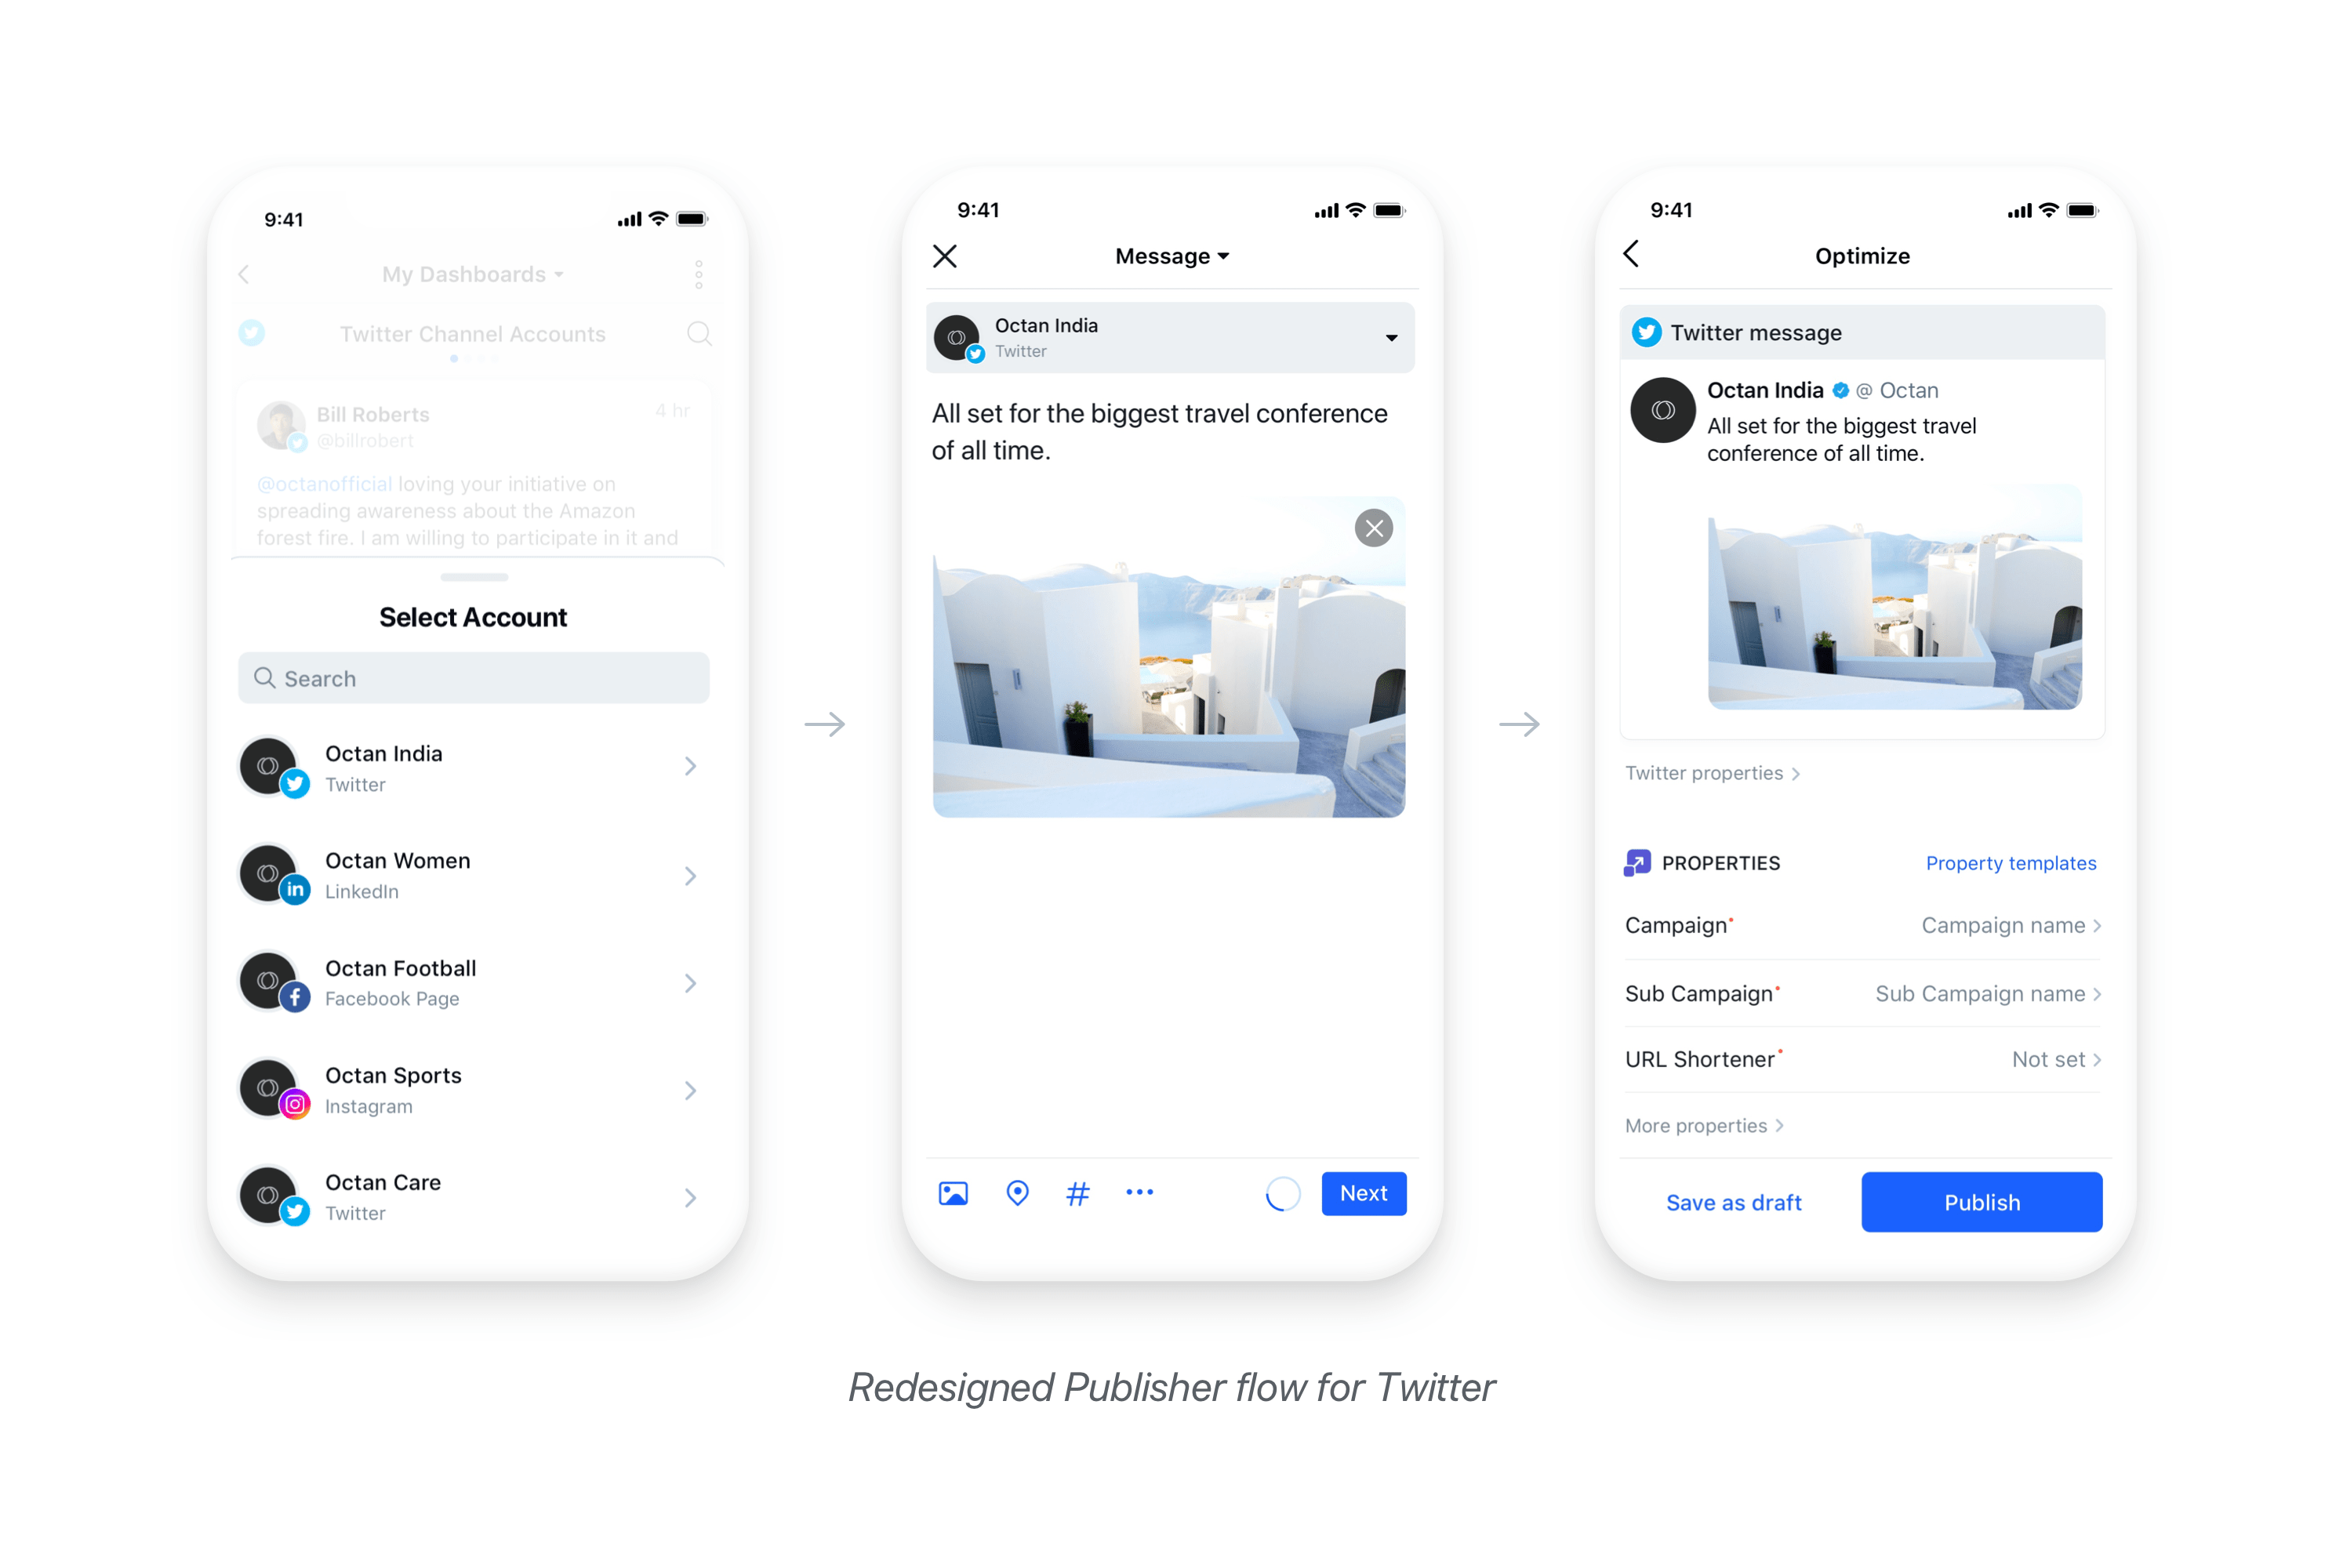 9:41
My Dashboards
Twitter Channel Accounts
Bill Roberts
4 hr
@billrobert
@octanofficial loving your initiative on
spreading awareness about the Amazon
forest fire. I am willing to participate in it and
Select Account
Search
Octan India
Twitter
Octan Women
in
LinkedIn
Octan Football
f
Facebook Page
Octan Sports
Instagram
Octan Care
Twitter
9:41
Message
Octan India
Twitter
All set for the biggest travel conference
of all time.
#
Next
9:41
Optimize
Twitter message
Octan India @ Octan
All set for the biggest travel
conference of all time.
Twitter properties
PROPERTIES
Property templates
Campaign*
Campaign name
Sub Campaign*
Sub Campaign name
URL Shortener*
Not set
More properties
Save as draft
Publish
Redesigned Publisher flow for Twitter